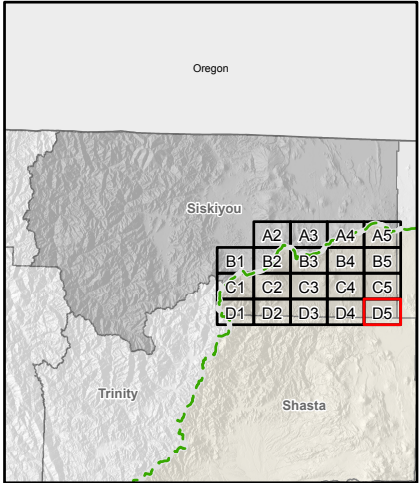 Oregon
Siskiyou
A2 A3 A4 A5
B1 B2 B3 B4 B5
C1 C2 C3 C4 C5
D1 D2 D3 D4 D5
Trinity
Shasta